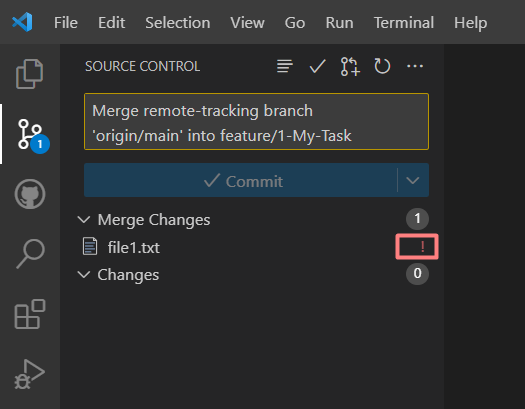 File Edit Selection View Go Run Terminal Help
SOURCE CONTROL
Merge remote-tracking branch
'origin/main' into feature/1-My-Task
1
Commit
Merge Changes 1
file1.txt !
Changes 0